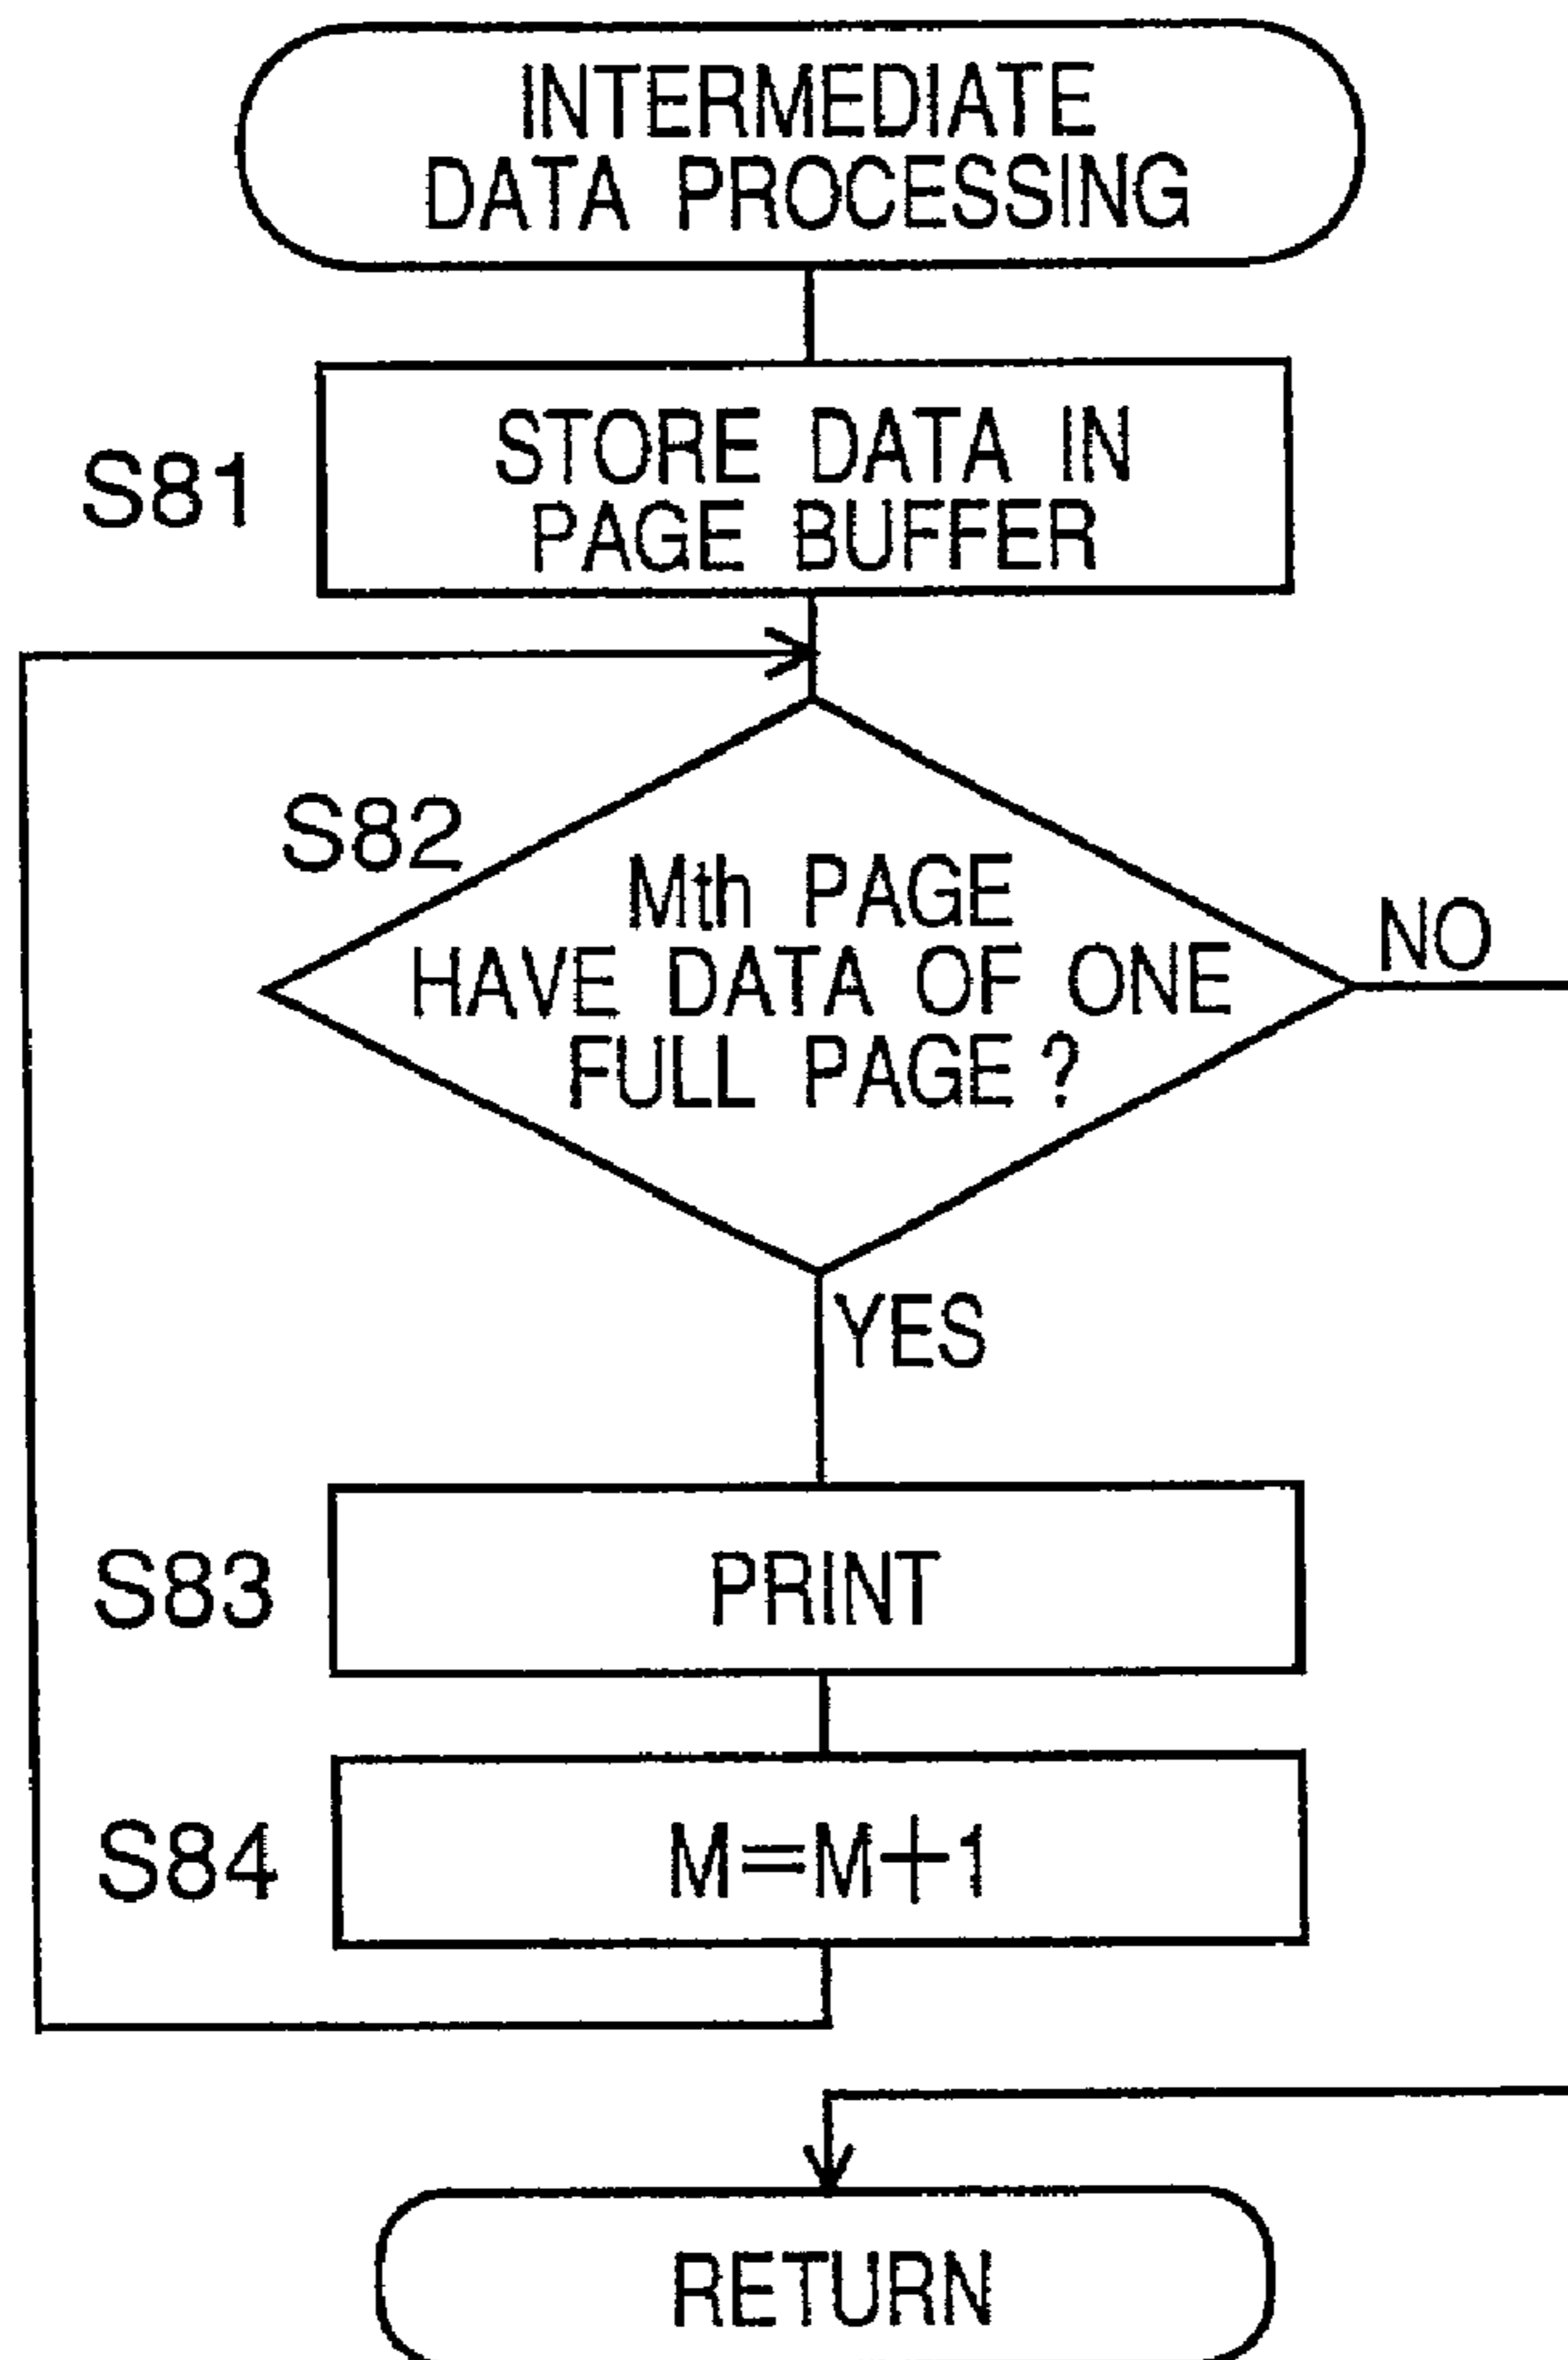 INTERMEDIATE
DATA PROCESSING
S81
STORE DATA IN
PAGE BUFFER
S82
Mth PAGE
HAVE DATA OF ONE
FULL PAGE ?
NO
YES
S83
PRINT
S84
M=M+1
RETURN